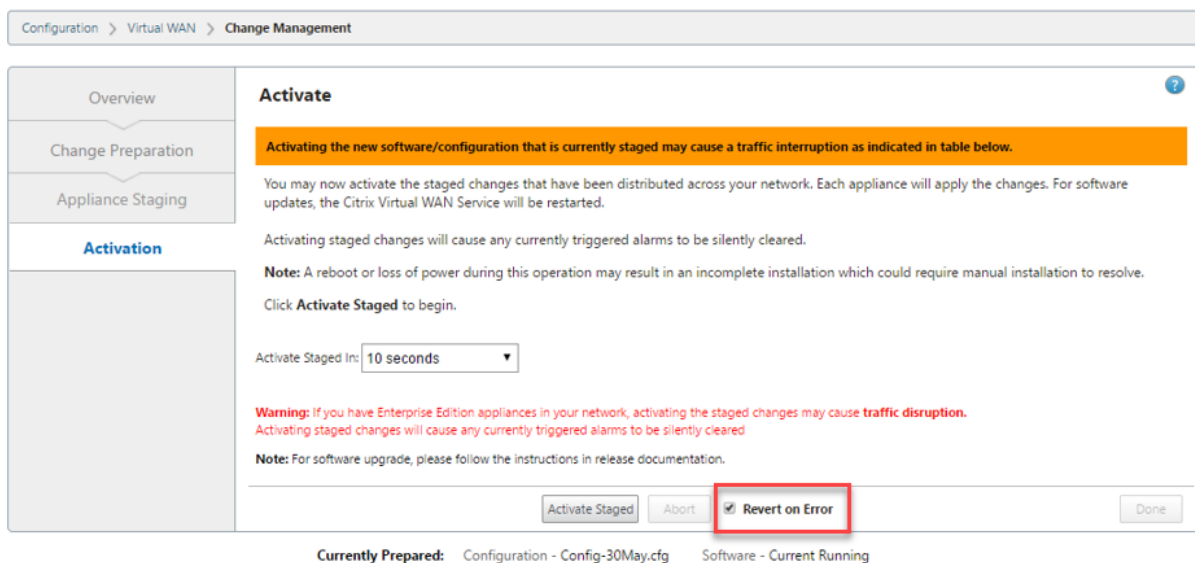 Configuration > Virtual WAN > Change Management
Overview
Change Preparation
Appliance Staging
Activation
Activate
?
Activating the new software/configuration that is currently staged may cause a traffic interruption as indicated in table below.
You may now activate the staged changes that have been distributed across your network. Each appliance will apply the changes. For software
updates, the Citrix Virtual WAN Service will be restarted.
Activating staged changes will cause any currently triggered alarms to be silently cleared.
Note: A reboot or loss of power during this operation may result in an incomplete installation which could require manual installation to resolve.
Click Activate Staged to begin.
Activate Staged In: 10 seconds
Warning: If you have Enterprise Edition appliances in your network, activating the staged changes may cause traffic disruption.
Activating staged changes will cause any currently triggered alarms to be silently cleared
Note: For software upgrade, please follow the instructions in release documentation.
Activate Staged Abort Revert on Error Done
Currently Prepared: Configuration - Config-30May.cfg Software - Current Running